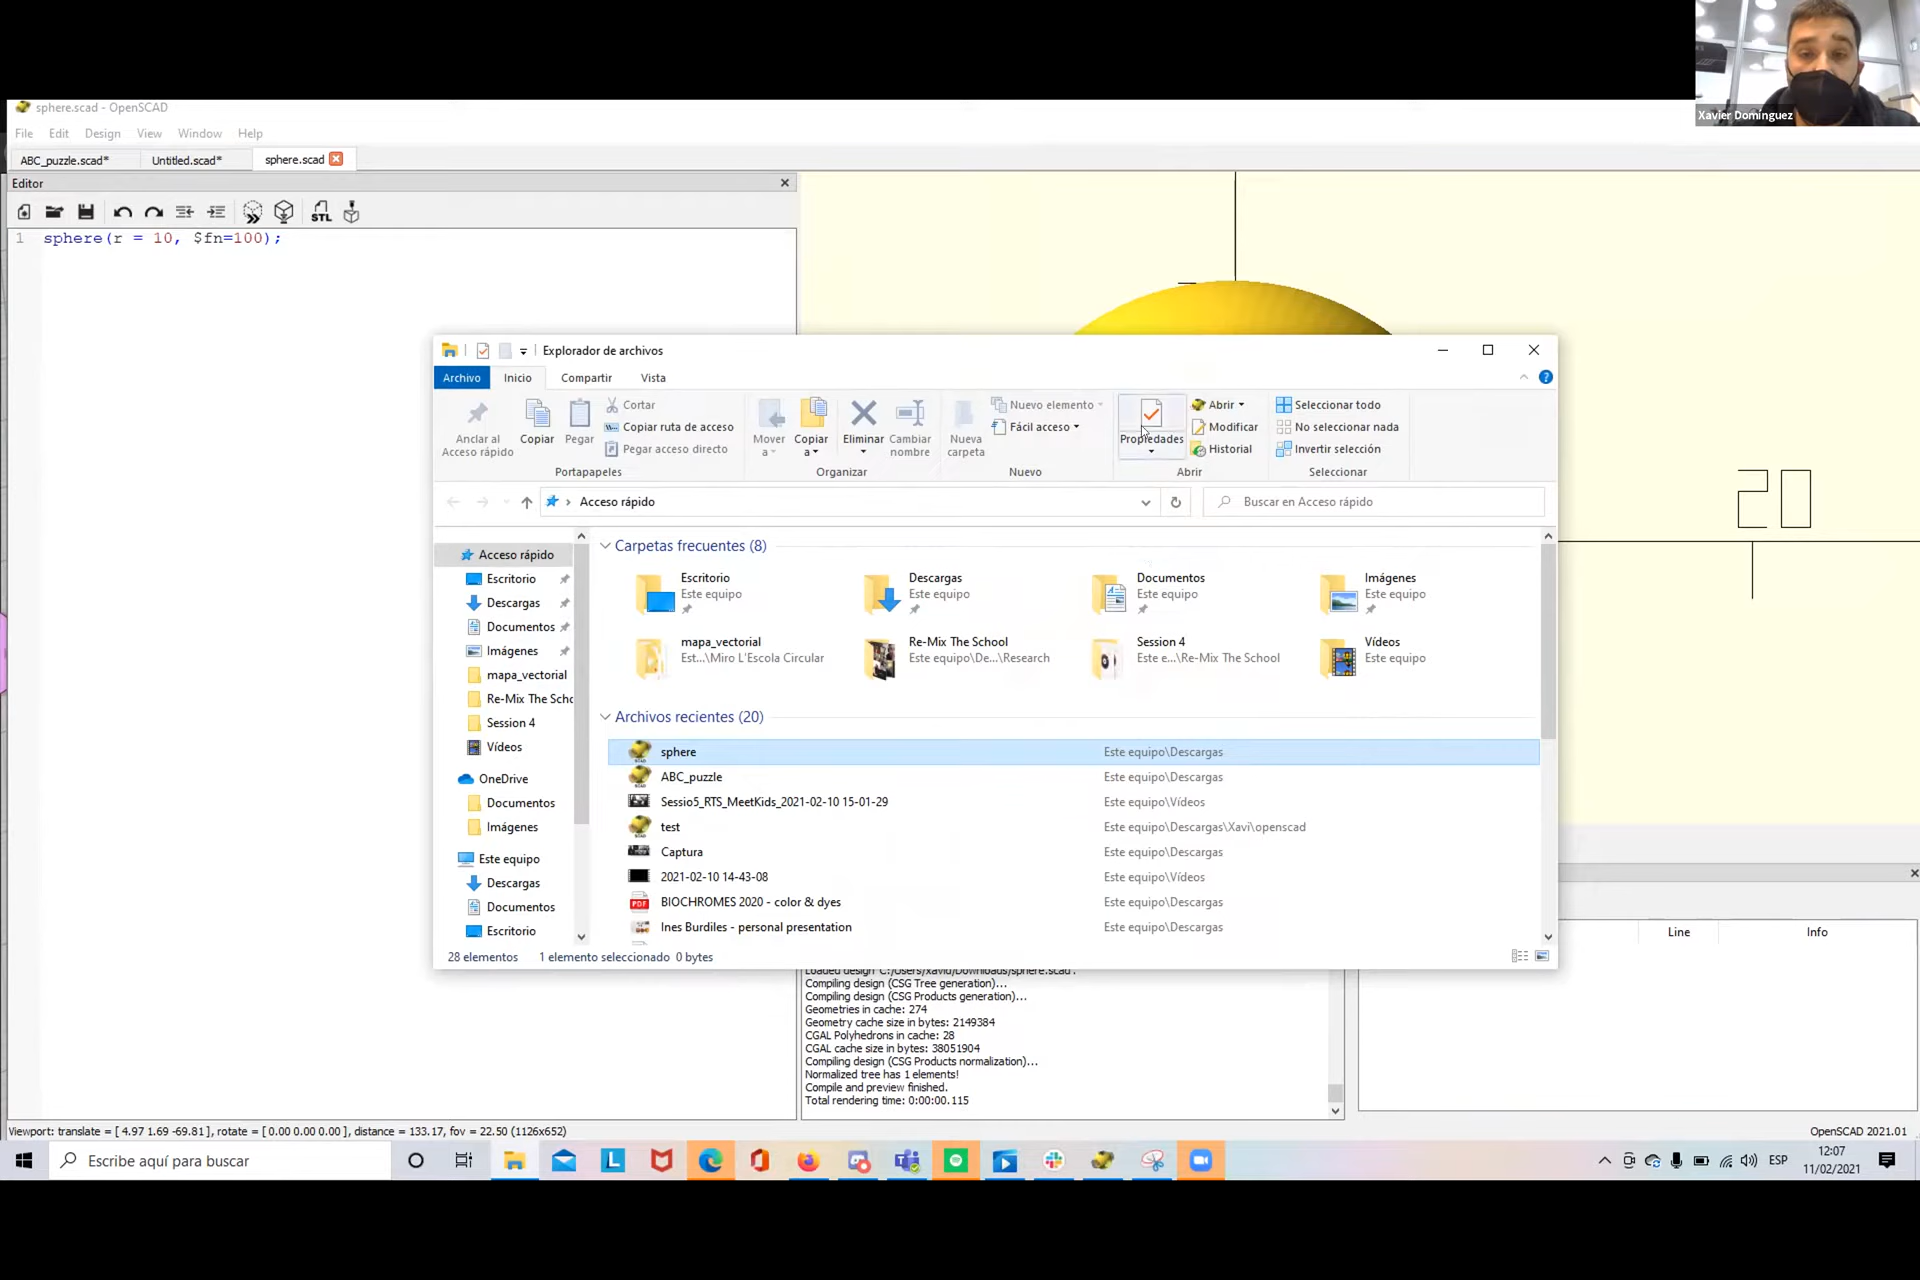 Xavier Dominguez
sphere.scad - OpenSCAD
File Edit Design View Window Help
ABC_puzzle.scad* Untitled.scad* sphere.scad
Editor
STL
1 sphere(r = 10, $fn=100);
20
Explorador de archivos
Archivo Inicio Compartir Vista
Anclar al Acceso rápido
Copiar
Pegar
Cortar
Copiar ruta de acceso
Pegar acceso directo
Portapapeles
Mover a
Copiar a
Eliminar
Cambiar nombre
Organizar
Nueva carpeta
Nuevo elemento
Fácil acceso
Nuevo
Propiedades
Abrir
Modificar
Historial
Abrir
Seleccionar todo
No seleccionar nada
Invertir selección
Seleccionar
Acceso rápido
Buscar en Acceso rápido
Acceso rápido
Escritorio
Descargas
Documentos
Imágenes
mapa_vectorial
Re-Mix The Scho
Session 4
Vídeos
OneDrive
Documentos
Imágenes
Este equipo
Descargas
Documentos
Escritorio
Carpetas frecuentes (8)
Escritorio
Este equipo
Descargas
Este equipo
Documentos
Este equipo
Imágenes
Este equipo
mapa_vectorial
Est...\Miro L'Escola Circular
Re-Mix The School
Este equipo\De...\Research
Session 4
Este e...\Re-Mix The School
Vídeos
Este equipo
Archivos recientes (20)
sphere Este equipo\Descargas
ABC_puzzle Este equipo\Descargas
Sessio5_RTS_MeetKids_2021-02-10 15-01-29 Este equipo\Vídeos
test Este equipo\Descargas\Xavi\openscad
Captura Este equipo\Descargas
2021-02-10 14-43-08 Este equipo\Vídeos
BIOCHROMES 2020 - color & dyes Este equipo\Descargas
Ines Burdiles - personal presentation Este equipo\Descargas
28 elementos 1 elemento seleccionado 0 bytes
Line Info
Loaded design 'C:/Users/xavid/Downloads/sphere.scad'.
Compiling design (CSG Tree generation)...
Compiling design (CSG Products generation)...
Geometries in cache: 274
Geometry cache size in bytes: 2149384
CGAL Polyhedrons in cache: 28
CGAL cache size in bytes: 38051904
Compiling design (CSG Products normalization)...
Normalized tree has 1 elements!
Compile and preview finished.
Total rendering time: 0:00:00.115
Viewport: translate = [ 4.97 1.69 -69.81 ], rotate = [ 0.00 0.00 0.00 ], distance = 133.17, fov = 22.50 (1126x652)
OpenSCAD 2021.01
Escribe aquí para buscar
ESP
12:07
11/02/2021